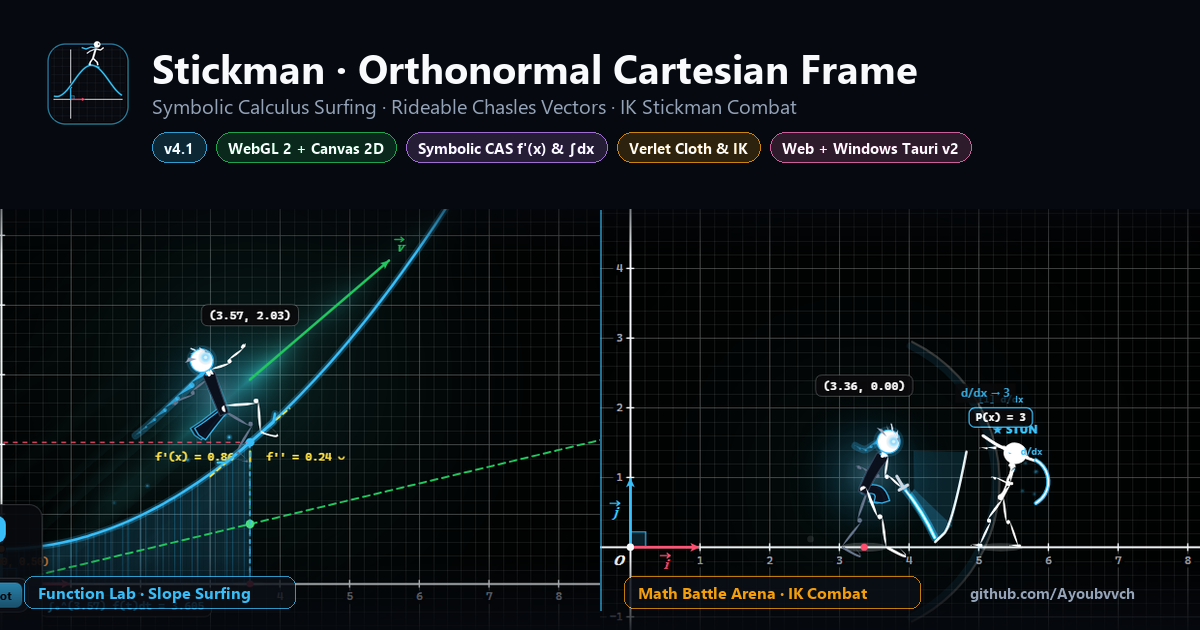 Stickman · Orthonormal Cartesian Frame
Symbolic Calculus Surfing · Rideable Chasles Vectors · IK Stickman Combat
v4.1
WebGL 2 + Canvas 2D
Symbolic CAS f'(x) & ∫dx
Verlet Cloth & IK
Web + Windows Tauri v2
v
(3.57, 2.03)
f'(x) = 0.86
f'' = 0.24
4 5 6 7 8
Function Lab · Slope Surfing
4
3
2
1
-1
j
O
i
1 2 3 4 5 6 7 8
(3.36, 0.00)
d/dx → 3
P(x) = 3
★ STUN
d/dx
Math Battle Arena · IK Combat
github.com/Ayoubvvch